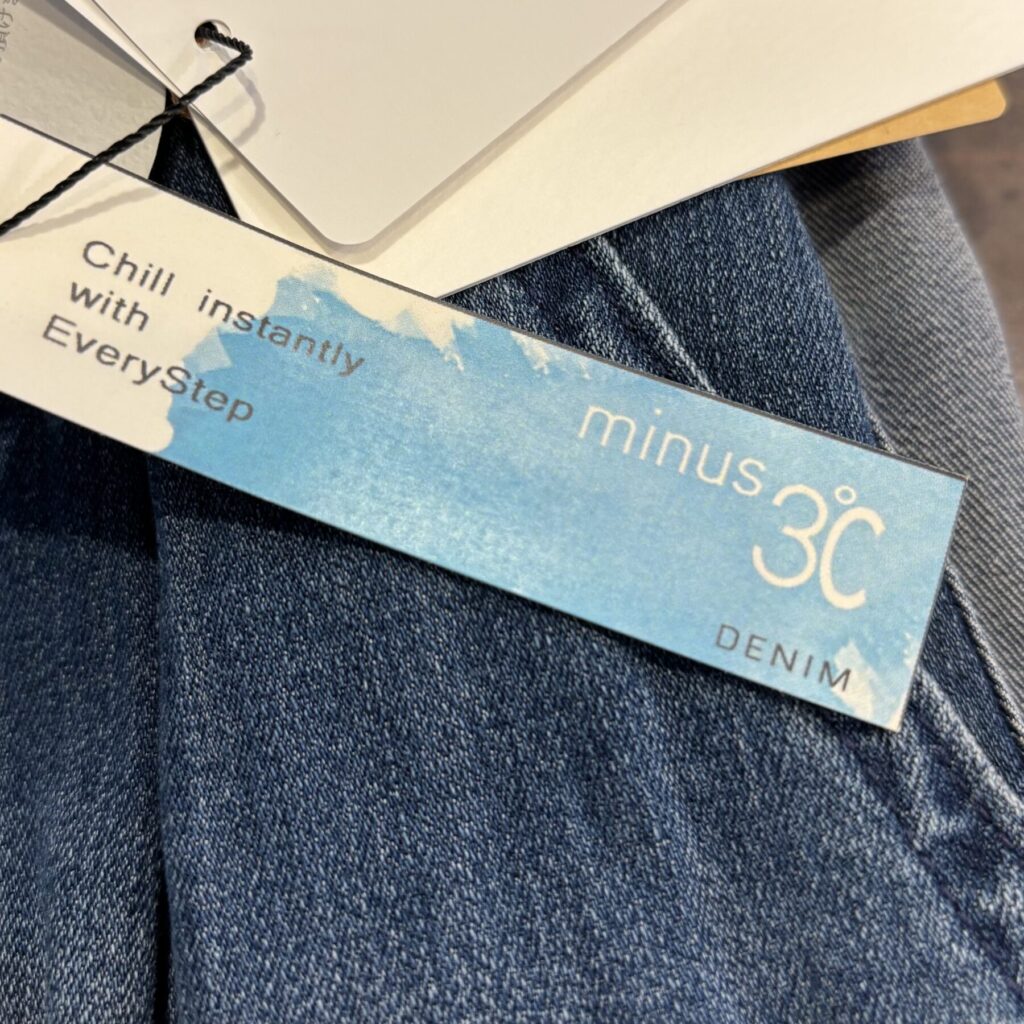 Chill instantly
with
EveryStep
minus
3℃
DENIM